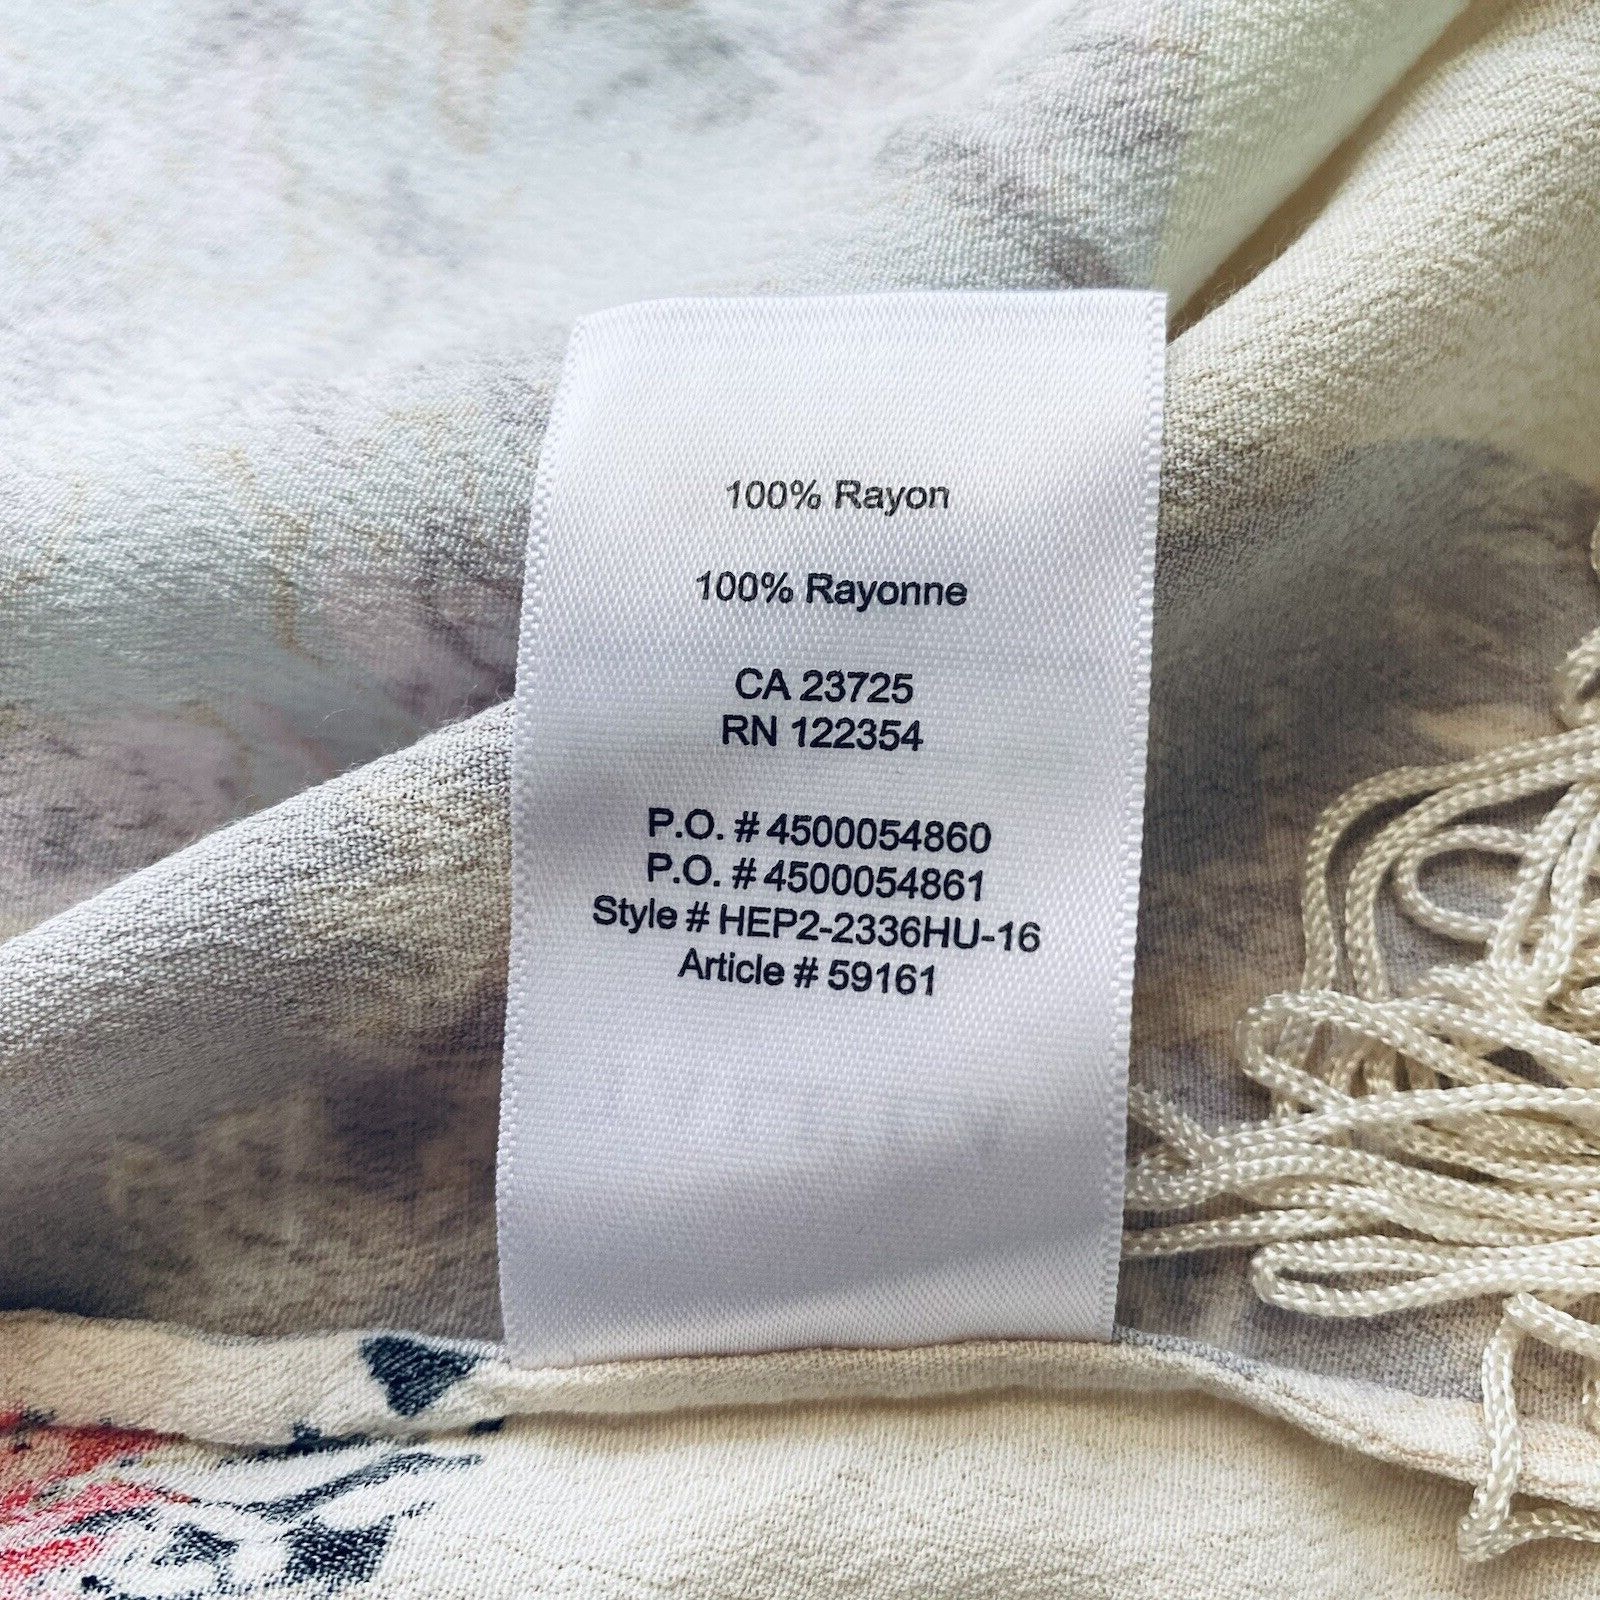 100% Rayon
100% Rayonne
CA 23725
RN 122354
P.O. # 4500054860
P.O. # 4500054861
Style # HEP2-2336HU-16
Article # 59161